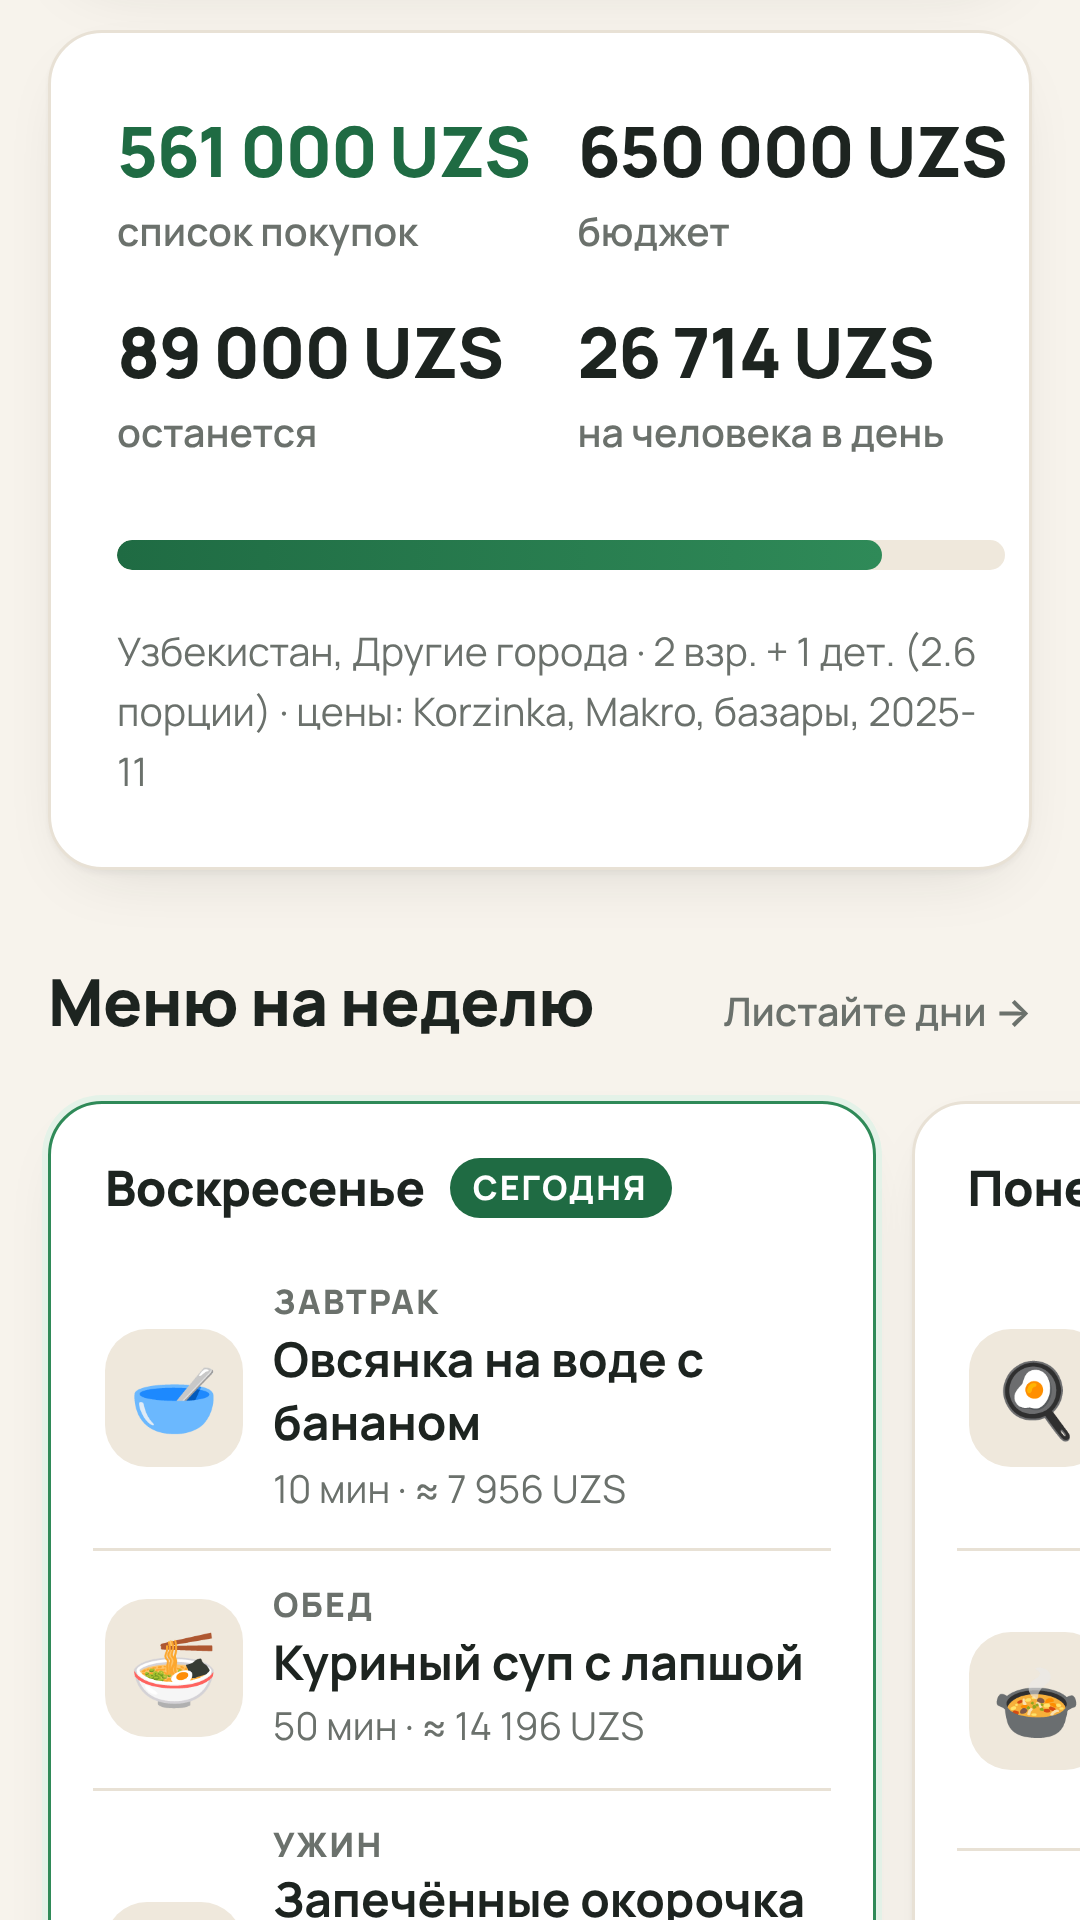 561 000 UZS 650 000 UZS
список покупок бюджет
89 000 UZS 26 714 UZS
останется на человека в день
Узбекистан, Другие города · 2 взр. + 1 дет. (2.6
порции) · цены: Korzinka, Makro, базары, 2025-
11
Меню на неделю Листайте дни →
Воскресенье СЕГОДНЯ
Поне
ЗАВТРАК
Овсянка на воде с
бананом
10 мин · ≈ 7 956 UZS
ОБЕД
Куриный суп с лапшой
50 мин · ≈ 14 196 UZS
УЖИН
Запечённые окорочка